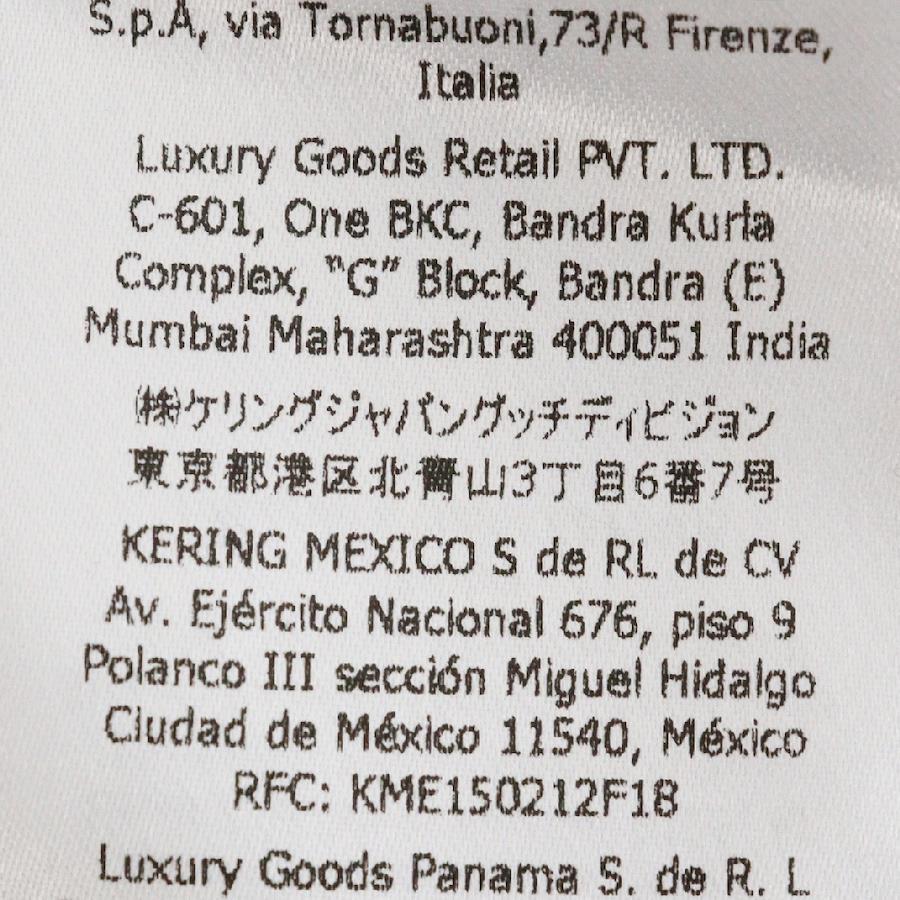 S.p.A, via Tornabuoni,73/R Firenze,
Italia
Luxury Goods Retail PVT. LTD.
C-601, One BKC, Bandra Kurla
Complex, "G" Block, Bandra (E)
Mumbai Maharashtra 400051 India
㈱ケリングジャパングッチディビジョン
東京都港区北青山3丁目6番7号
KERING MEXICO S de RL de CV
Av. Ejército Nacional 676, piso 9
Polanco III sección Miguel Hidalgo
Ciudad de México 11540, México
RFC: KME150212F18
Luxury Goods Panama S. de R. L